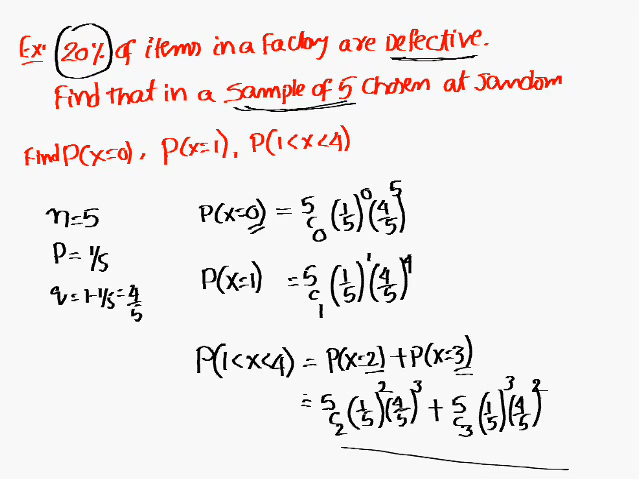 Ex: 20% of items in a Factory are Defective.
Find that in a sample of 5 chosen at random
Find P(x=0), P(x=1), P(1<x<4)
n=5
P(x=0) = 5C0 (1/5)^0 (4/5)^5
P= 1/5
P(x=1) = 5C1 (1/5)^1 (4/5)^4
q=1-1/5=4/5
P(1<x<4) = P(x=2)+P(x=3)
= 5C2 (1/5)^2 (4/5)^3 + 5C3 (1/5)^3 (4/5)^2